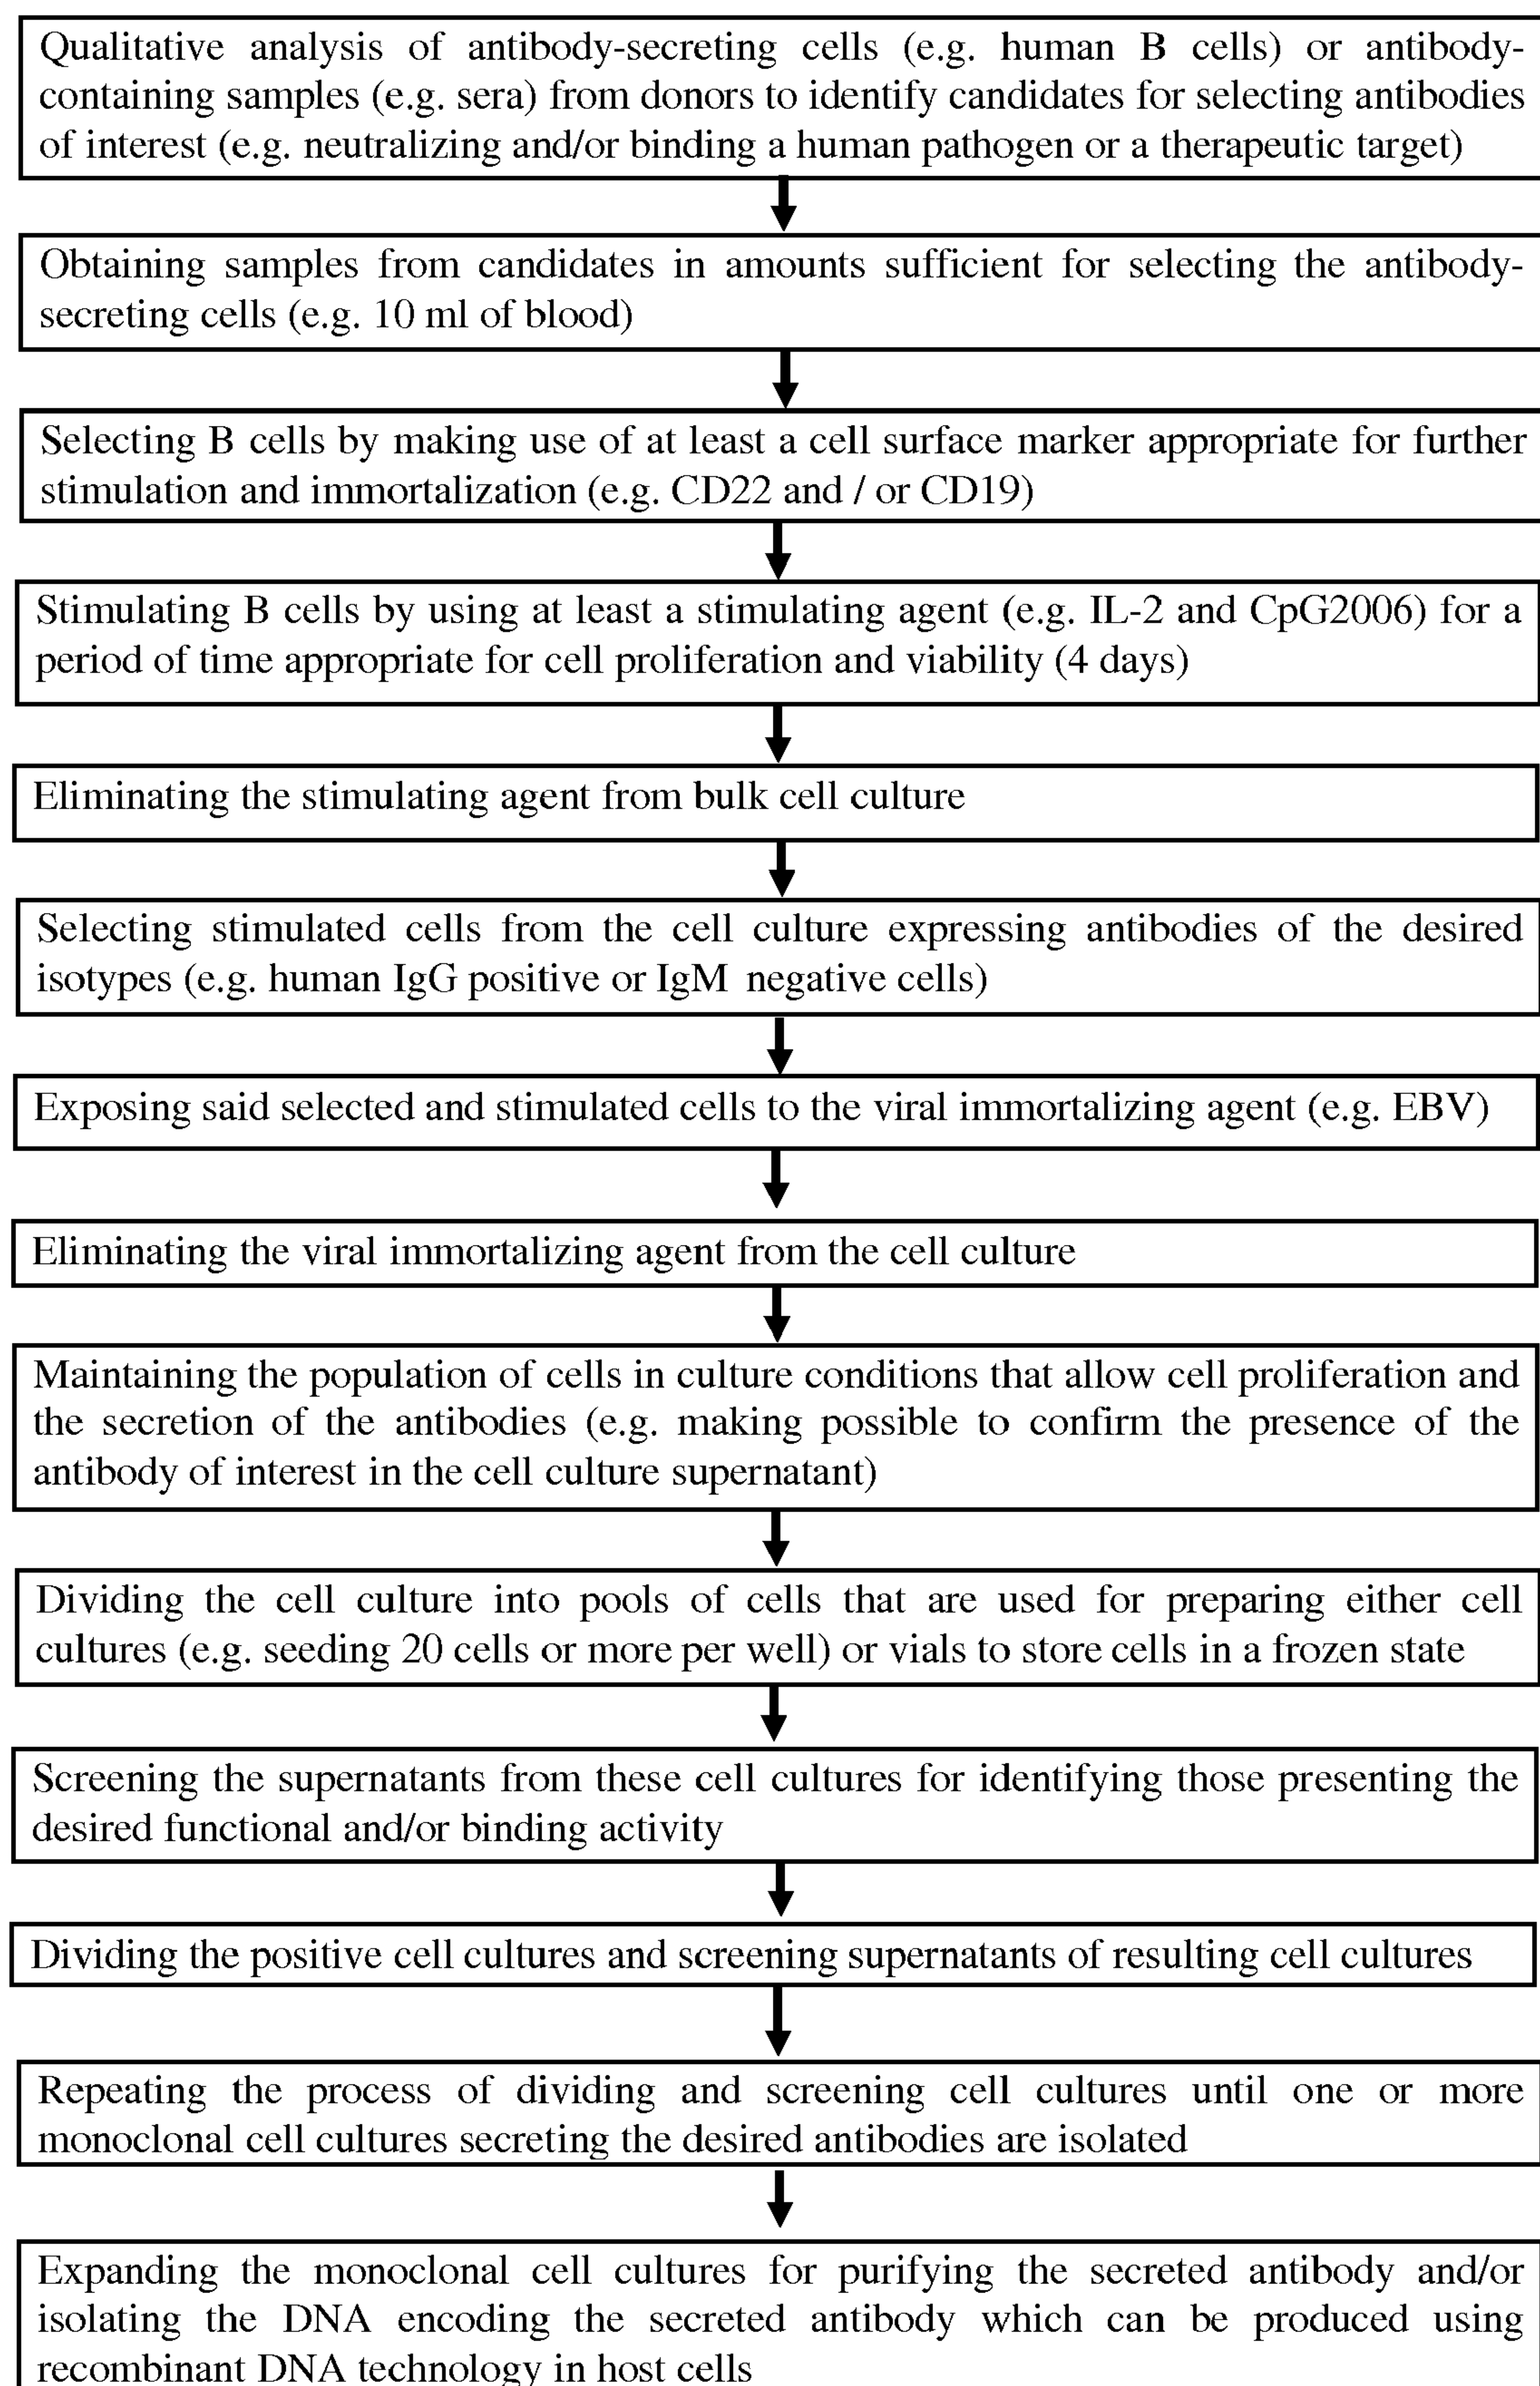 Qualitative analysis of antibody-secreting cells (e.g. human B cells) or antibody-
containing samples (e.g. sera) from donors to identify candidates for selecting antibodies
of interest (e.g. neutralizing and/or binding a human pathogen or a therapeutic target)
Obtaining samples from candidates in amounts sufficient for selecting the antibody-
secreting cells (e.g. 10 ml of blood)
Selecting B cells by making use of at least a cell surface marker appropriate for further
stimulation and immortalization (e.g. CD22 and / or CD19)
Stimulating B cells by using at least a stimulating agent (e.g. IL-2 and CpG2006) for a
period of time appropriate for cell proliferation and viability (4 days)
Eliminating the stimulating agent from bulk cell culture
Selecting stimulated cells from the cell culture expressing antibodies of the desired
isotypes (e.g. human IgG positive or IgM negative cells)
Exposing said selected and stimulated cells to the viral immortalizing agent (e.g. EBV)
Eliminating the viral immortalizing agent from the cell culture
Maintaining the population of cells in culture conditions that allow cell proliferation and
the secretion of the antibodies (e.g. making possible to confirm the presence of the
antibody of interest in the cell culture supernatant)
Dividing the cell culture into pools of cells that are used for preparing either cell
cultures (e.g. seeding 20 cells or more per well) or vials to store cells in a frozen state
Screening the supernatants from these cell cultures for identifying those presenting the
desired functional and/or binding activity
Dividing the positive cell cultures and screening supernatants of resulting cell cultures
Repeating the process of dividing and screening cell cultures until one or more
monoclonal cell cultures secreting the desired antibodies are isolated
Expanding the monoclonal cell cultures for purifying the secreted antibody and/or
isolating the DNA encoding the secreted antibody which can be produced using
recombinant DNA technology in host cells